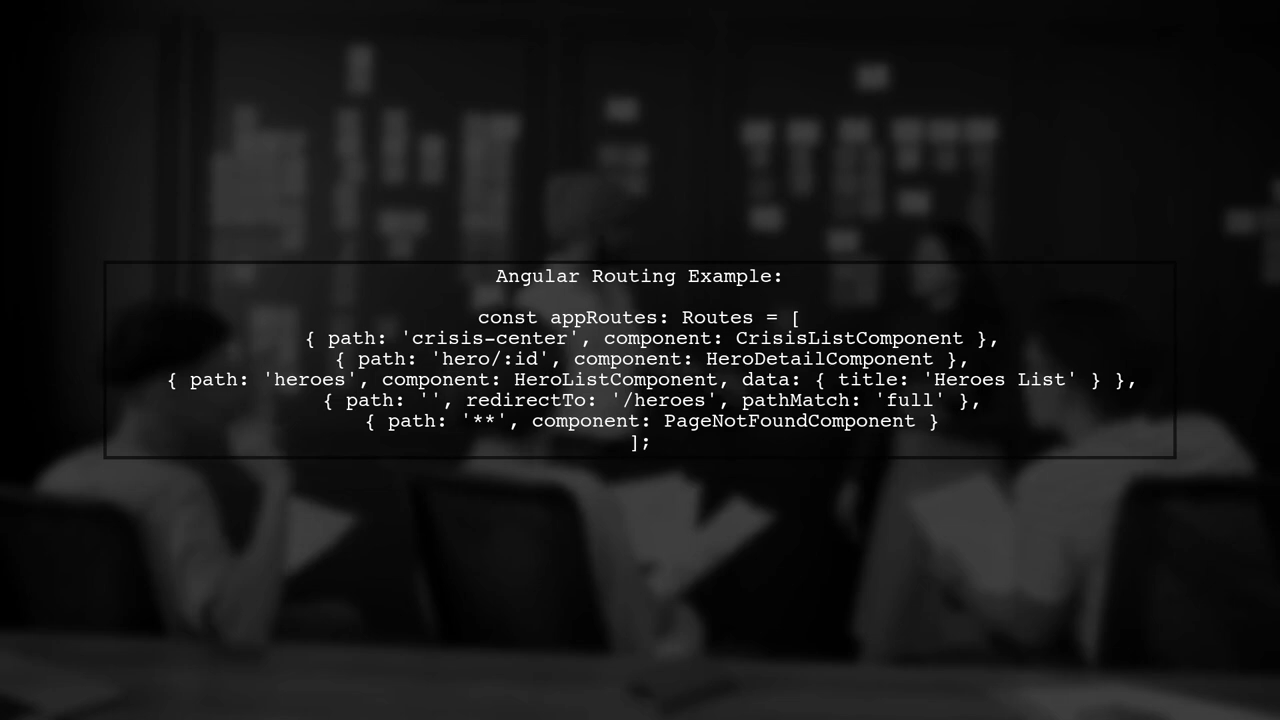 Angular Routing Example:
const appRoutes: Routes = [
{ path: 'crisis-center', component: CrisisListComponent },
{ path: 'hero/:id', component: HeroDetailComponent },
{ path: 'heroes', component: HeroListComponent, data: { title: 'Heroes List' } },
{ path: '', redirectTo: '/heroes', pathMatch: 'full' },
{ path: '**', component: PageNotFoundComponent }
];